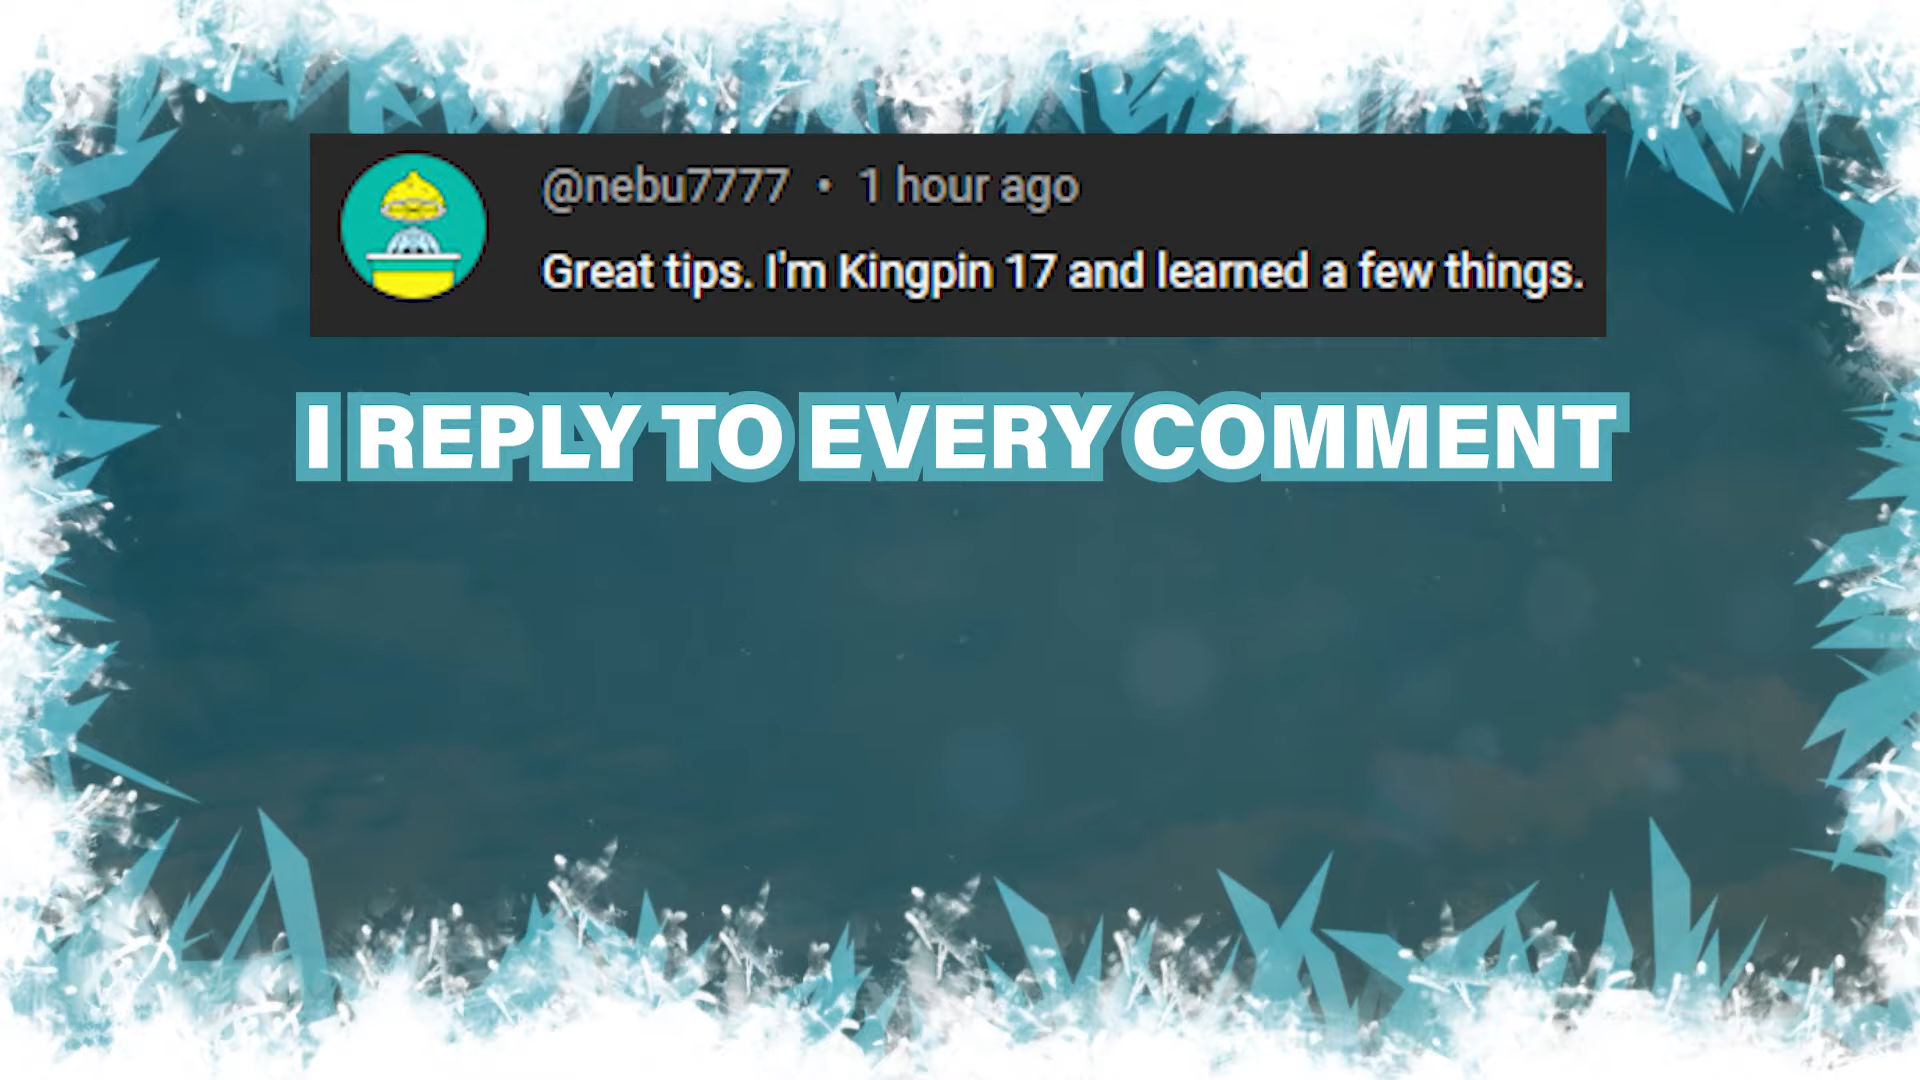 @nebu7777 • 1 hour ago
Great tips. I'm Kingpin 17 and learned a few things.
I REPLY TO EVERY COMMENT